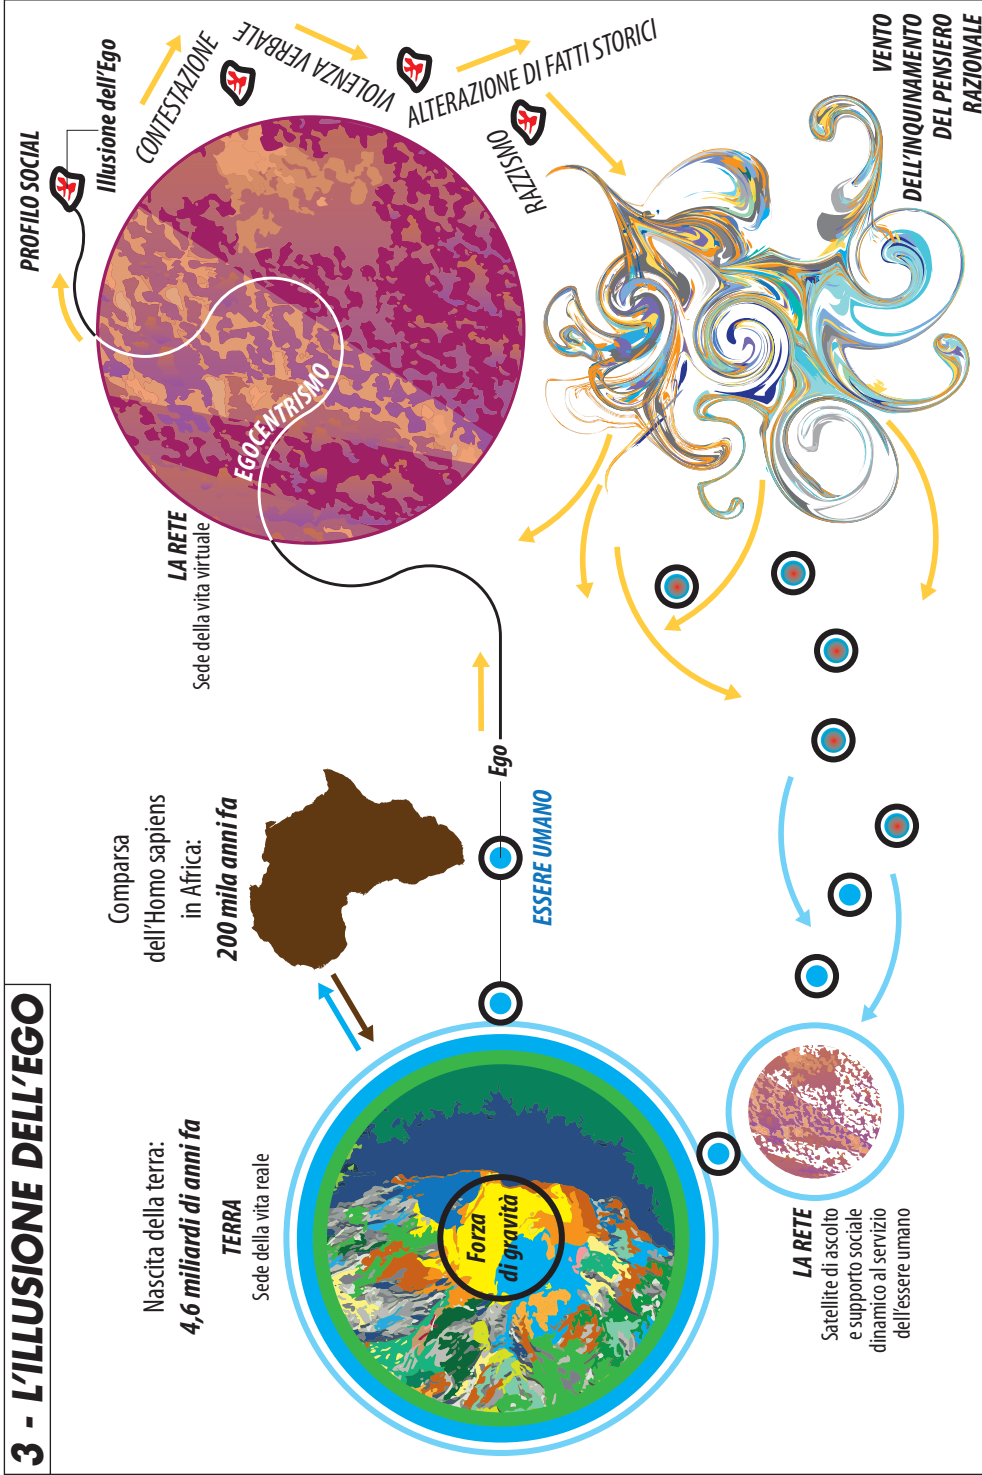 3 - L'ILLUSIONE DELL'EGO
Nascita della terra:
4,6 miliardi di anni fa
TERRA
Sede della vita reale
Forza
di gravità
Comparsa
dell'Homo sapiens
in Africa:
200 mila anni fa
Ego
ESSERE UMANO
LA RETE
Sede della vita virtuale
EGOCENTRISMO
PROFILO SOCIAL
Illusione dell'Ego
CONTESTAZIONE
VIOLENZA VERBALE
ALTERAZIONE DI FATTI STORICI
RAZZISMO
VENTO
DELL'INQUINAMENTO
DEL PENSIERO
RAZIONALE
LA RETE
Satellite di ascolto
e supporto sociale
dinamico al servizio
dell'essere umano